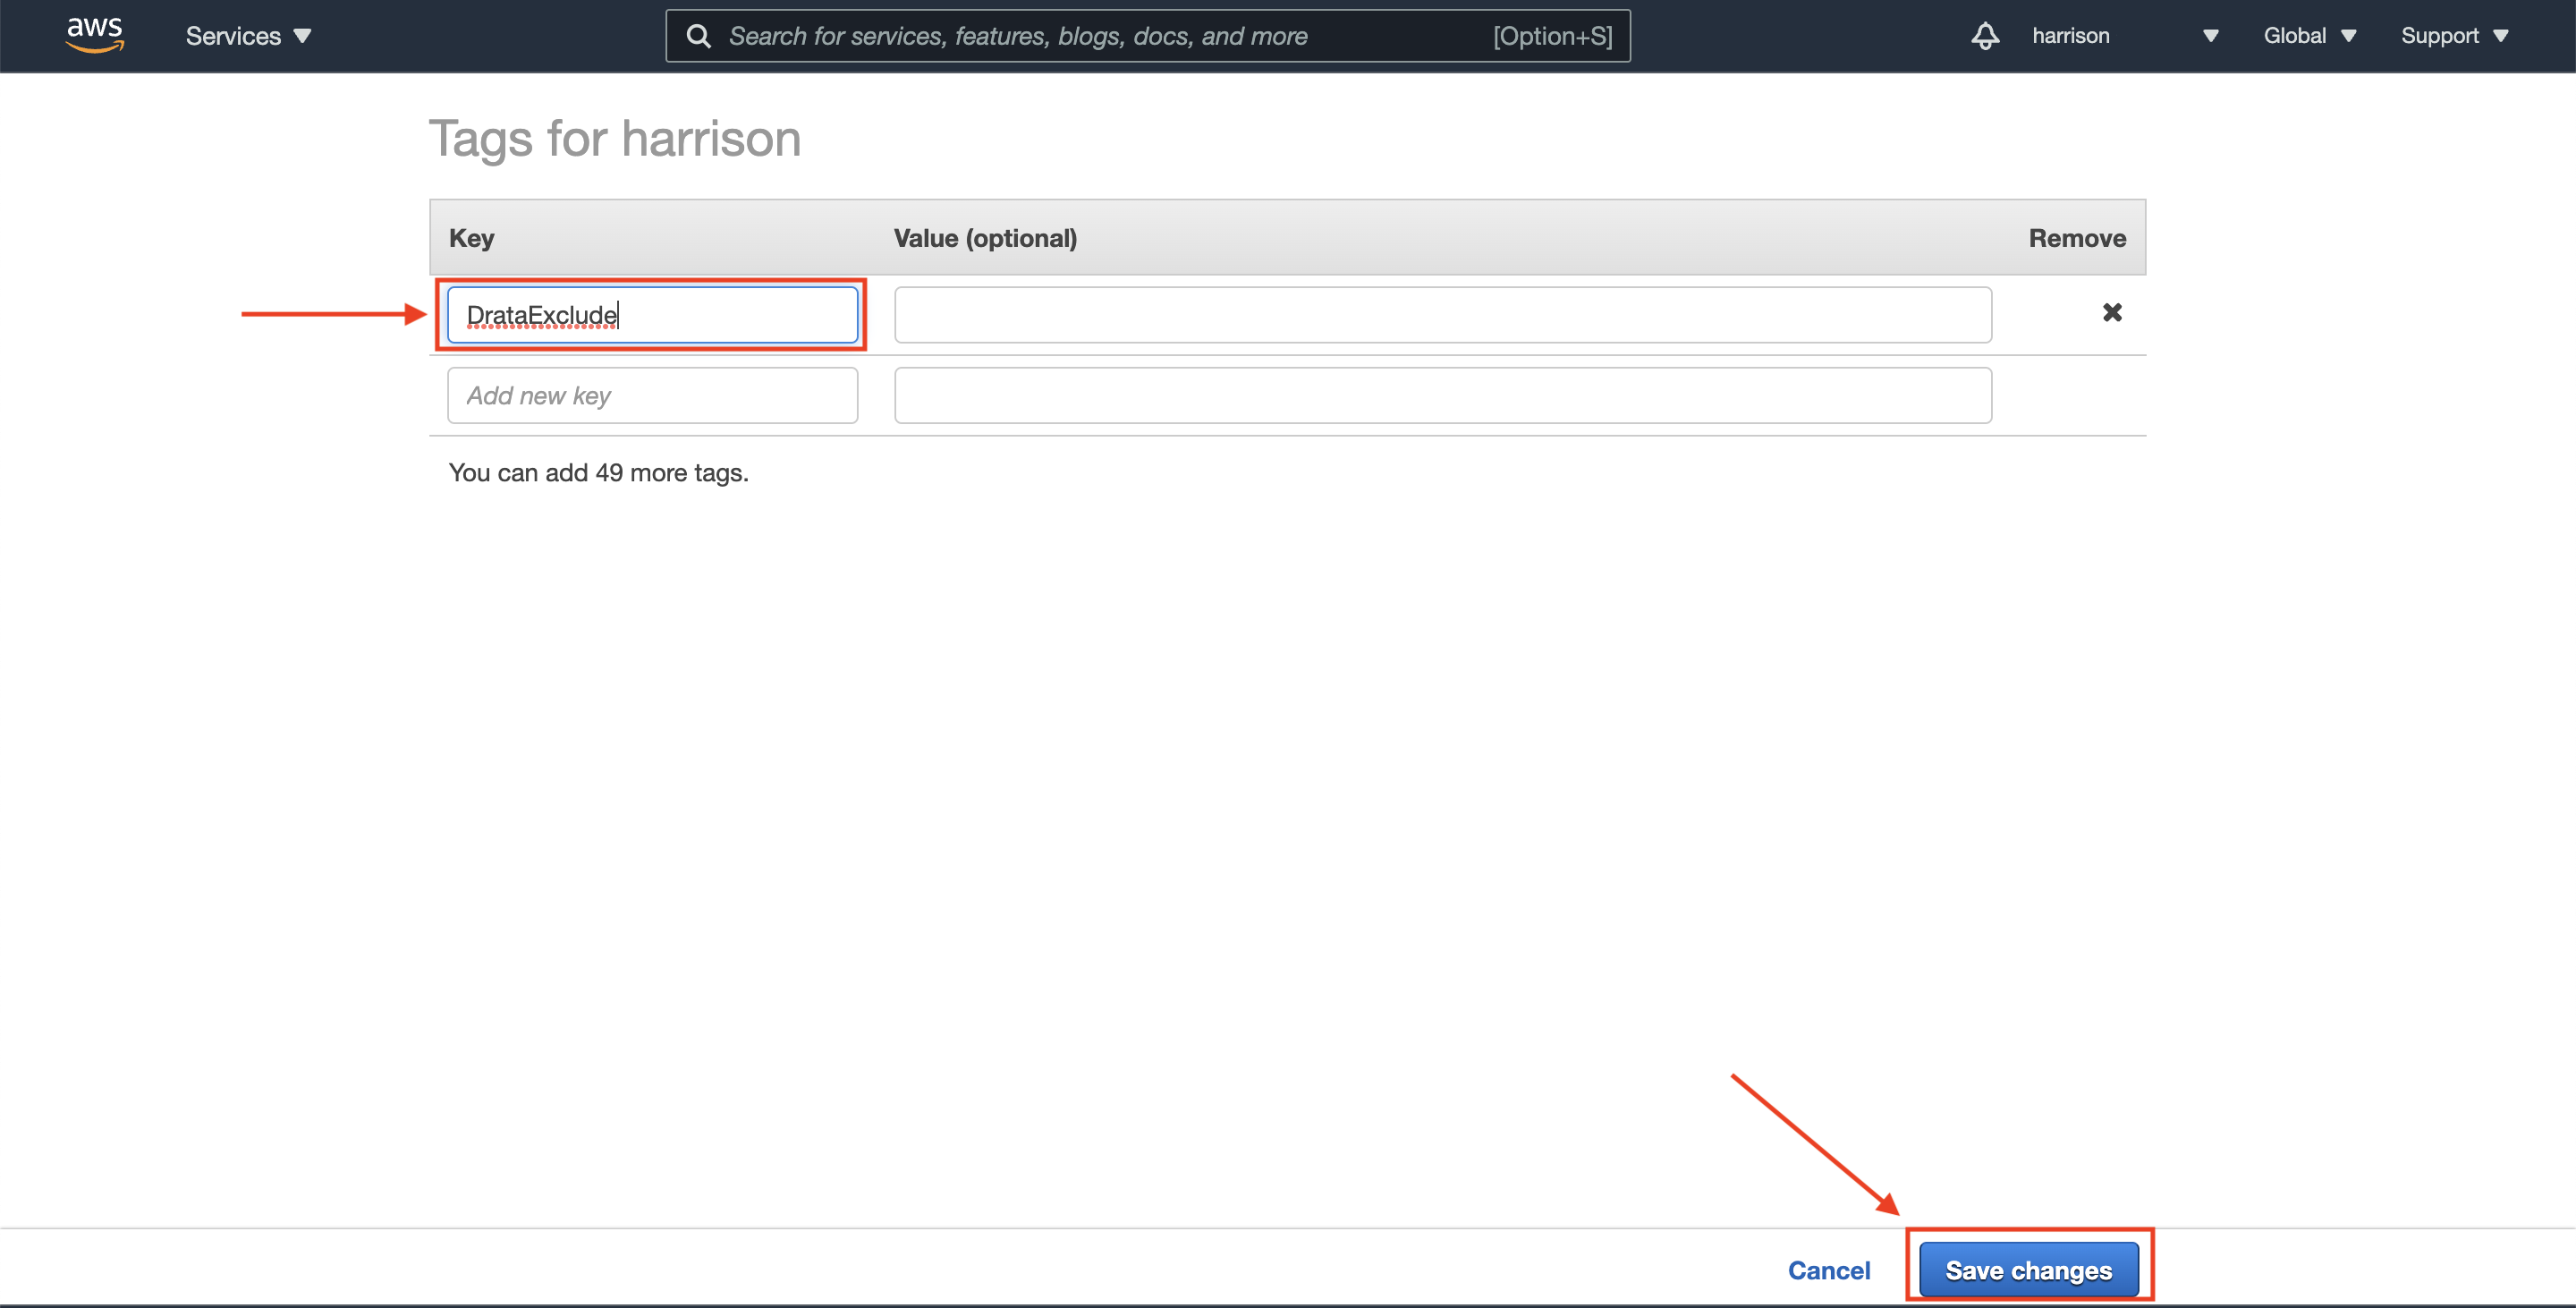 aws Services Search for services, features, blogs, docs, and more [Option+S] harrison Global Support
Tags for harrison
Key Value (optional) Remove
DrataExclude
Add new key
You can add 49 more tags.
Cancel Save changes